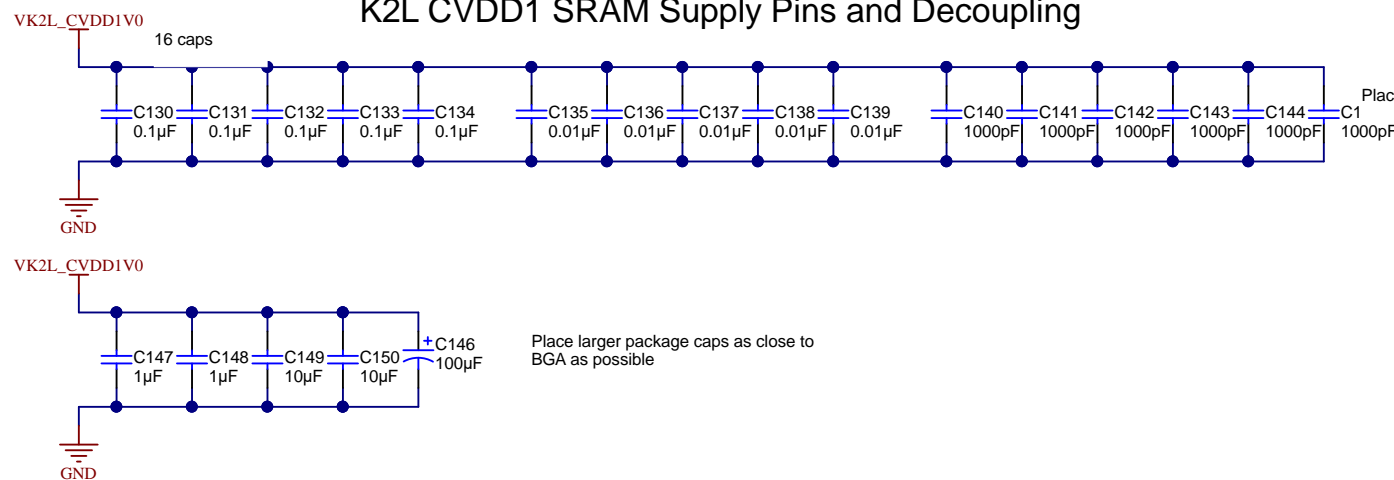 K2L CVDD1 SRAM Supply Pins and Decoupling
VK2L_CVDD1V0
16 caps
C130 C131 C132 C133 C134 C135 C136 C137 C138 C139 C140 C141 C142 C143 C144 C1
Plac
0.1µF 0.1µF 0.1µF 0.1µF 0.1µF 0.01µF 0.01µF 0.01µF 0.01µF 0.01µF 1000pF 1000pF 1000pF 1000pF 1000pF 1000pF
GND
VK2L_CVDD1V0
C147 C148 C149 C150 +C146
1µF 1µF 10µF 10µF 100µF
Place larger package caps as close to
BGA as possible
GND